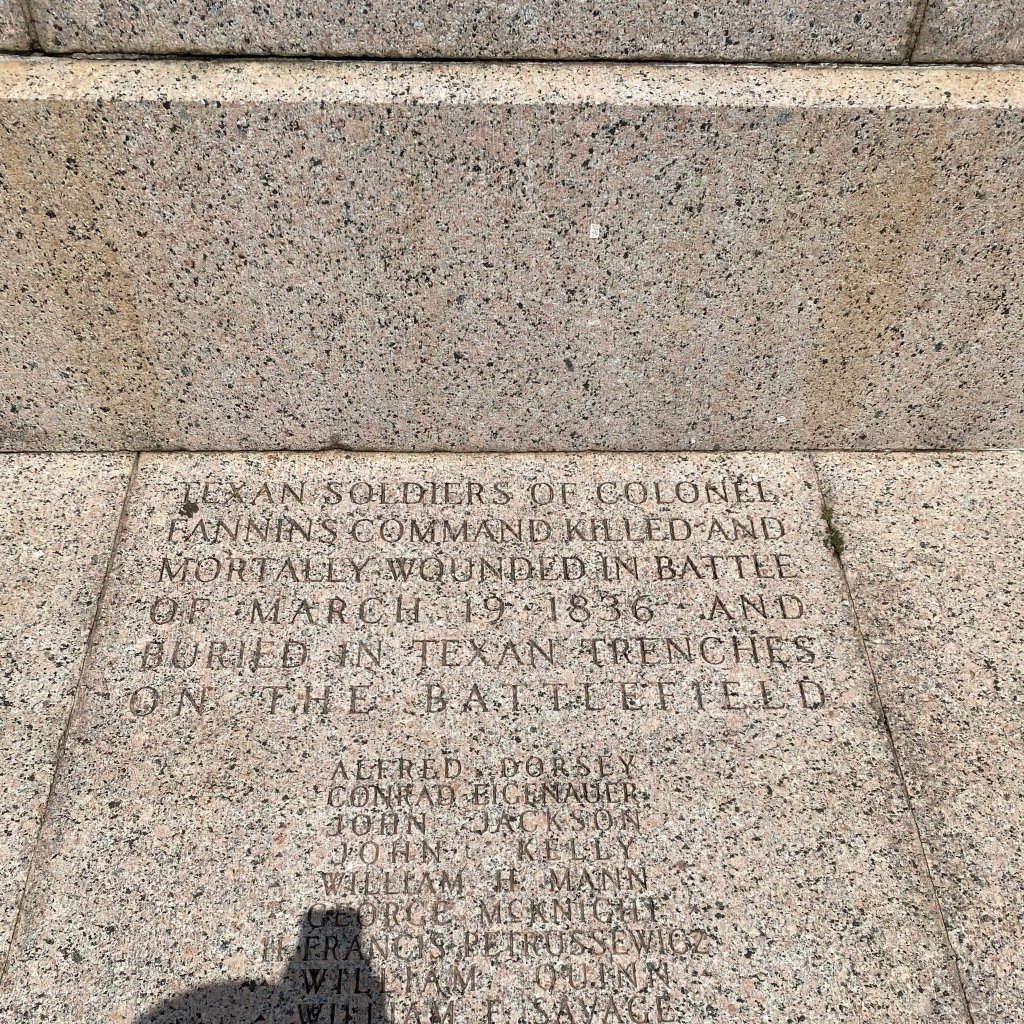 TEXAN SOLDIERS OF COLONEL
FANNINS COMMAND KILLED AND
MORTALLY WOUNDED IN BATTLE
OF MARCH 19 1836 AND
BURIED IN TEXAN TRENCHES
ON THE BATTLEFIELD
ALFRED DORSEY
CONRAD EIGENAUER
JOHN JACKSON
JOHN KELLY
WILLIAM H. MANN
GEORGE MCKNIGHT
H. FRANCIS PETRUSSEWICZ
WILLIAM QUINN
WILLIAM F. SAVAGE